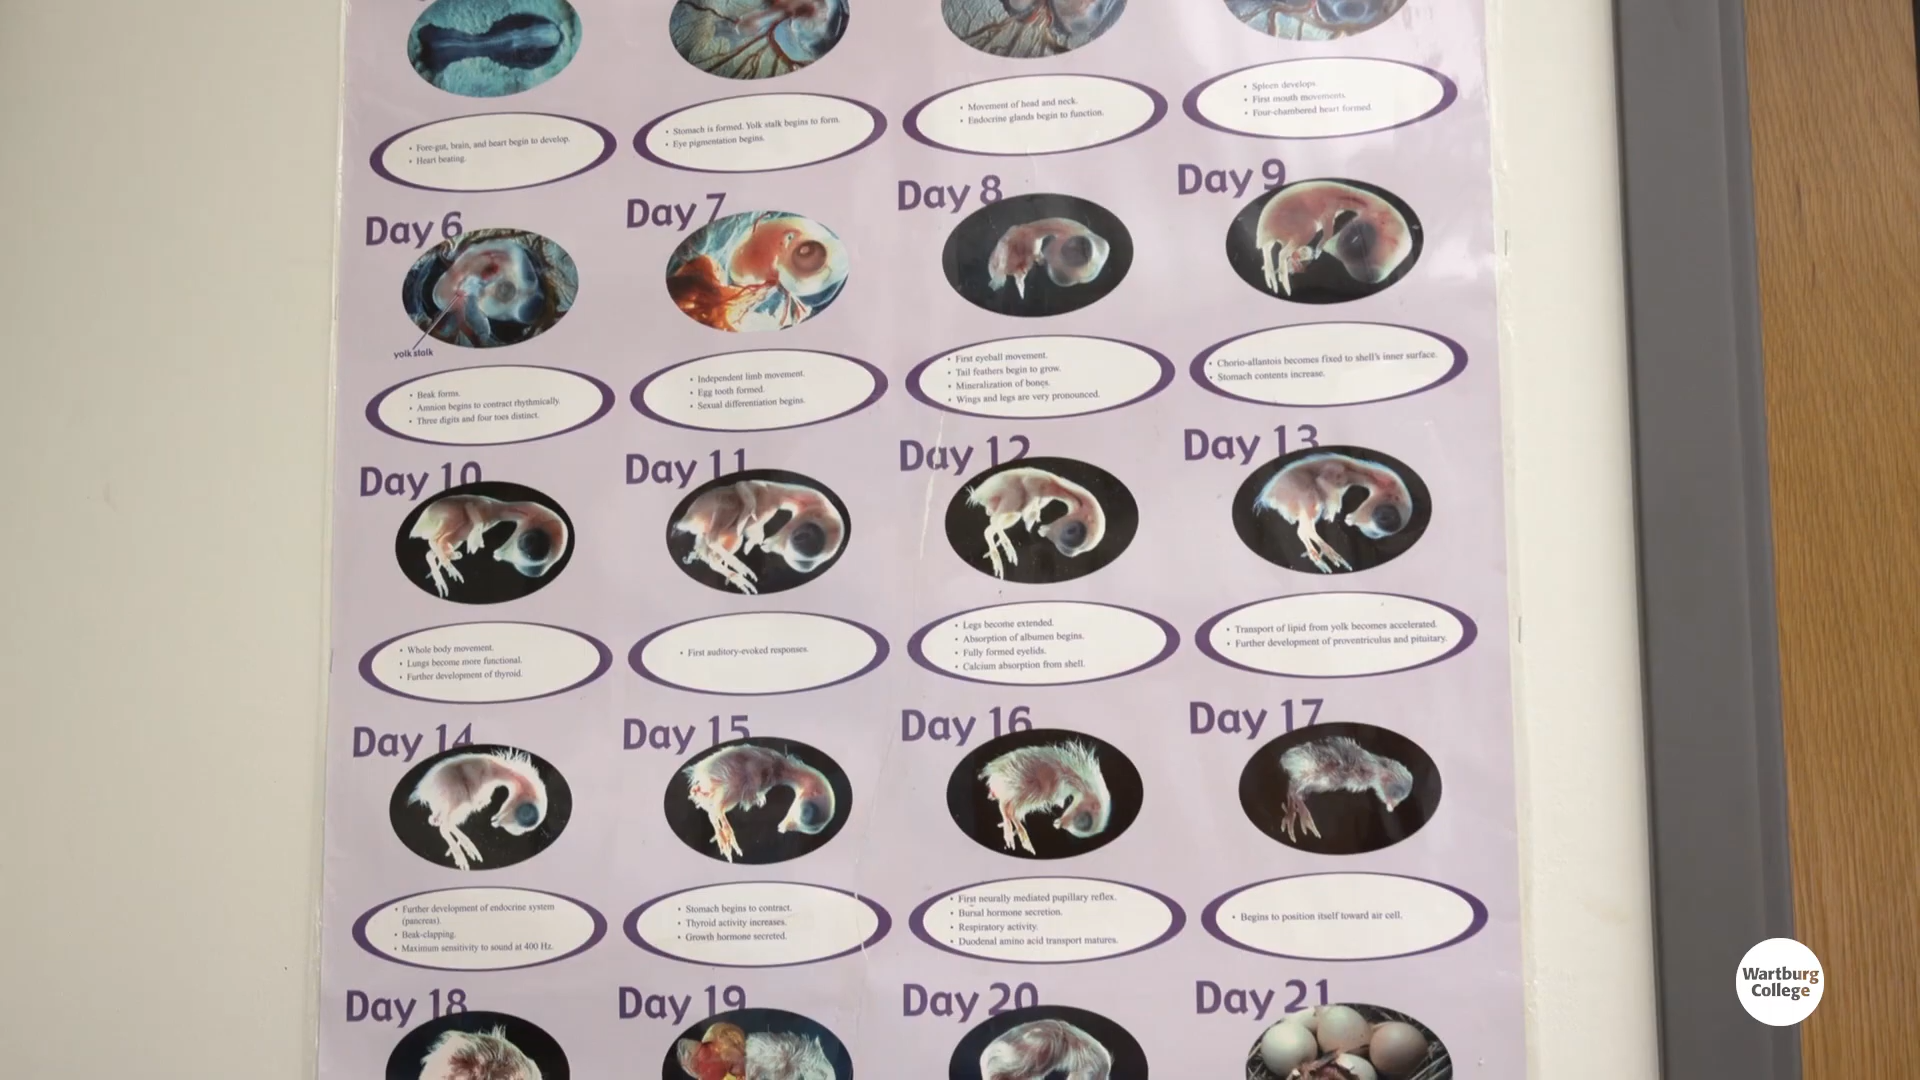 • Fore-gut, brain, and heart begin to develop.
• Heart beating.
• Stomach is formed. Yolk stalk begins to form.
• Eye pigmentation begins.
• Movement of head and neck.
• Endocrine glands begin to function.
• Spleen develops.
• First mouth movements.
• Four-chambered heart formed.
Day 6
yolk stalk
• Beak forms.
• Amnion begins to contract rhythmically.
• Three digits and four toes distinct.
Day 7
• Independent limb movement.
• Egg tooth formed.
• Sexual differentiation begins.
Day 8
• First eyeball movement.
• Tail feathers begin to grow.
• Mineralization of bones.
• Wings and legs are very pronounced.
Day 9
• Chorio-allantois becomes fixed to shell's inner surface.
• Stomach contents increase.
Day 10
• Whole body movement.
• Lungs become more functional.
• Further development of thyroid.
Day 11
• First auditory-evoked responses.
Day 12
• Legs become extended.
• Absorption of albumen begins.
• Fully formed eyelids.
• Calcium absorption from shell.
Day 13
• Transport of lipid from yolk becomes accelerated.
• Further development of proventriculus and pituitary.
Day 14
• Further development of endocrine system
(pancreas).
• Beak-clapping.
• Maximum sensitivity to sound at 400 Hz.
Day 15
• Stomach begins to contract.
• Thyroid activity increases.
• Growth hormone secreted.
Day 16
• First neurally mediated pupillary reflex.
• Bursal hormone secretion.
• Respiratory activity.
• Duodenal amino acid transport matures.
Day 17
• Begins to position itself toward air cell.
Day 18
Day 19
Day 20
Day 21
Wartburg
College